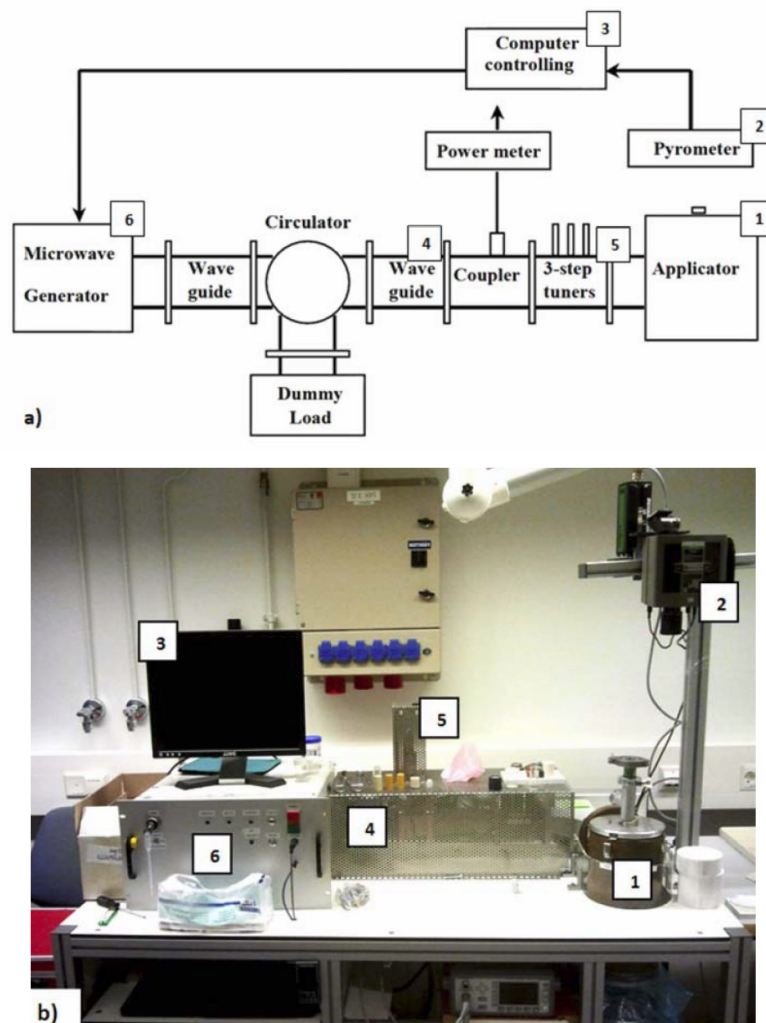 3
Computer
controlling
2
Power meter
Pyrometer
6
Circulator
4
5
1
Microwave
Generator
Wave
guide
Wave
guide
Coupler
3-step
tuners
Applicator
Dummy
Load
a)
2
3
5
4
6
1
b)